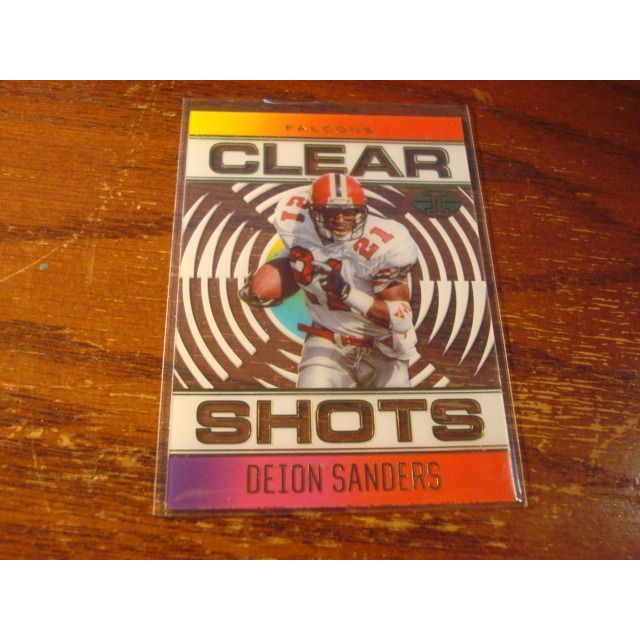 FALCONS
CLEAR
21
21
SHOTS
DEION SANDERS